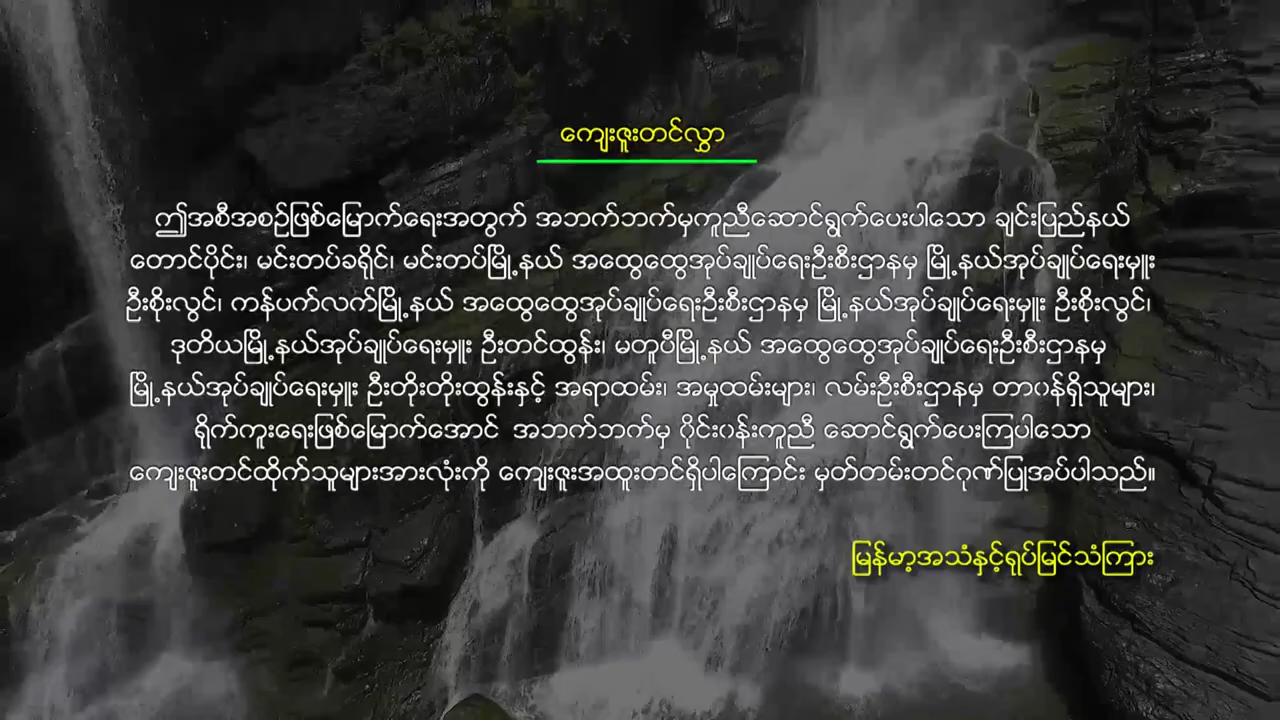 ကျေးဇူးတင်လွှာ
ဤအစီအစဉ်ဖြစ်မြောက်ရေးအတွက် အဘက်ဘက်မှကူညီဆောင်ရွက်ပေးပါသော ချင်းပြည်နယ်
တောင်ပိုင်း၊ မင်းတပ်ခရိုင်၊ မင်းတပ်မြို့နယ် အထွေထွေအုပ်ချုပ်ရေးဦးစီးဌာနမှ မြို့နယ်အုပ်ချုပ်ရေးမှူး
ဦးစိုးလွင်၊ ကန်ပက်လက်မြို့နယ် အထွေထွေအုပ်ချုပ်ရေးဦးစီးဌာနမှ မြို့နယ်အုပ်ချုပ်ရေးမှူး ဦးစိုးလွင်၊
ဒုတိယမြို့နယ်အုပ်ချုပ်ရေးမှူး ဦးတင်ထွန်း၊ မတူပီမြို့နယ် အထွေထွေအုပ်ချုပ်ရေးဦးစီးဌာနမှ
မြို့နယ်အုပ်ချုပ်ရေးမှူး ဦးတိုးတိုးထွန်းနှင့် အရာထမ်း၊ အမှုထမ်းများ၊ လမ်းဦးစီးဌာနမှ တာဝန်ရှိသူများ၊
ရိုက်ကူးရေးဖြစ်မြောက်အောင် အဘက်ဘက်မှ ဝိုင်းဝန်းကူညီ ဆောင်ရွက်ပေးကြပါသော
ကျေးဇူးတင်ထိုက်သူများအားလုံးကို ကျေးဇူးအထူးတင်ရှိပါကြောင်း မှတ်တမ်းတင်ဂုဏ်ပြုအပ်ပါသည်။
မြန်မာ့အသံနှင့်ရုပ်မြင်သံကြား